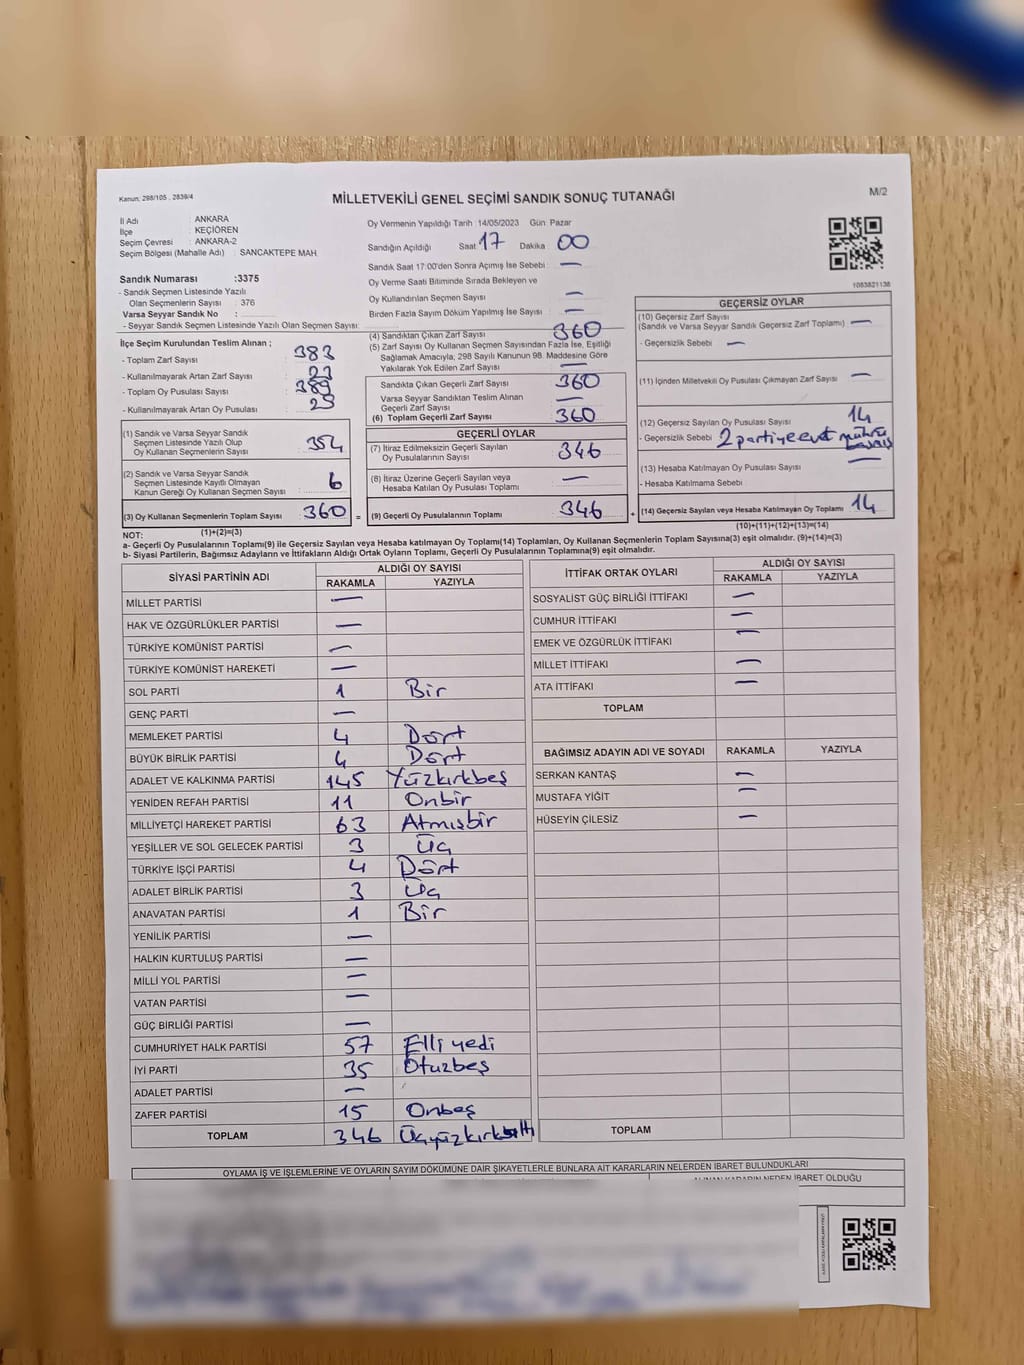 Kanun: 298/105 , 2839/4
MİLLETVEKİLİ GENEL SEÇİMİ SANDIK SONUÇ TUTANAĞI
M/2
İl Adı : ANKARA
İlçe : KEÇİÖREN
Seçim Çevresi : ANKARA-2
Seçim Bölgesi (Mahalle Adı) : SANCAKTEPE MAH.
Sandık Numarası :3375
- Sandık Seçmen Listesinde Yazılı
Olan Seçmenlerin Sayısı : 376
Varsa Seyyar Sandık No :
- Seyyar Sandık Seçmen Listesinde Yazılı Olan Seçmen Sayısı:
İlçe Seçim Kurulundan Teslim Alınan ;
- Toplam Zarf Sayısı : 383
- Kullanılmayarak Artan Zarf Sayısı : 23
- Toplam Oy Pusulası Sayısı :
- Kullanılmayarak Artan Oy Pusulası :
(1) Sandık ve Varsa Seyyar Sandık
Seçmen Listesinde Yazılı Olup
Oy Kullanan Seçmenlerin Sayısı : 354
(2) Sandık ve Varsa Seyyar Sandık
Seçmen Listesinde Kayıtlı Olmayan
Kanun Gereği Oy Kullanan Seçmen Sayısı : 6
(3) Oy Kullanan Seçmenlerin Toplam Sayısı : 360 =
(1)+(2)=(3)
Oy Vermenin Yapıldığı Tarih :14/05/2023 Gün: Pazar
Sandığın Açıldığı Saat 17 Dakika 00
Sandık Saat 17:00'den Sonra Açımış İse Sebebi : —
Oy Verme Saati Bitiminde Sırada Bekleyen ve
Oy Kullandırılan Seçmen Sayısı : —
Birden Fazla Sayım Döküm Yapılmış İse Sayısı : —
(4) Sandıktan Çıkan Zarf Sayısı : 360
(5) Zarf Sayısı Oy Kullanan Seçmen Sayısından Fazla İse, Eşitliği
Sağlamak Amacıyla, 298 Sayılı Kanunun 98. Maddesine Göre
Yakılarak Yok Edilen Zarf Sayısı : —
Sandıkta Çıkan Geçerli Zarf Sayısı : 360
Varsa Seyyar Sandıktan Teslim Alınan
Geçerli Zarf Sayısı : —
(6) Toplam Geçerli Zarf Sayısı : 360
GEÇERLİ OYLAR
(7) İtiraz Edilmeksizin Geçerli Sayılan
Oy Pusulalarının Sayısı : 346
(8) İtiraz Üzerine Geçerli Sayılan veya
Hesaba Katılan Oy Pusulası Toplamı : —
(9) Geçerli Oy Pusulalarının Toplamı : 346 +
1083821138
GEÇERSİZ OYLAR
(10) Geçersiz Zarf Sayısı
(Sandık ve Varsa Seyyar Sandık Geçersiz Zarf Toplamı) : —
- Geçersizlik Sebebi : —
(11) İçinden Milletvekili Oy Pusulası Çıkmayan Zarf Sayısı : —
(12) Geçersiz Sayılan Oy Pusulası Sayısı : 14
- Geçersizlik Sebebi : 2 partiye evet mührü
(13) Hesaba Katılmayan Oy Pusulası Sayısı : —
- Hesaba Katılmama Sebebi :
(14) Geçersiz Sayılan veya Hesaba Katılmayan Oy Toplamı : 14
(10)+(11)+(12)+(13)=(14)
NOT:
a- Geçerli Oy Pusulalarının Toplamı(9) ile Geçersiz Sayılan veya Hesaba Katılmayan Oy Toplamı(14) Toplamları, Oy Kullanan Seçmenlerin Toplam Sayısına(3) eşit olmalıdır. (9)+(14)=(3)
b- Siyasi Partilerin, Bağımsız Adayların ve İttifakların Aldığı Ortak Oyların Toplamı, Geçerli Oy Pusulalarının Toplamına(9) eşit olmalıdır.
SİYASİ PARTİNİN ADI ALDIĞI OY SAYISI
RAKAMLA YAZIYLA
MİLLET PARTİSİ —
HAK VE ÖZGÜRLÜKLER PARTİSİ —
TÜRKİYE KOMÜNİST PARTİSİ —
TÜRKİYE KOMÜNİST HAREKETİ —
SOL PARTİ 1 Bir
GENÇ PARTİ —
MEMLEKET PARTİSİ 4 Dört
BÜYÜK BİRLİK PARTİSİ 4 Dört
ADALET VE KALKINMA PARTİSİ 145 Yüzkırkbeş
YENİDEN REFAH PARTİSİ 11 Onbir
MİLLİYETÇİ HAREKET PARTİSİ 63 Atmışbir
YEŞİLLER VE SOL GELECEK PARTİSİ 3 Üç
TÜRKİYE İŞÇİ PARTİSİ 4 Dört
ADALET BİRLİK PARTİSİ 3 Üç
ANAVATAN PARTİSİ 1 Bir
YENİLİK PARTİSİ —
HALKIN KURTULUŞ PARTİSİ —
MİLLİ YOL PARTİSİ —
VATAN PARTİSİ —
GÜÇ BİRLİĞİ PARTİSİ —
CUMHURİYET HALK PARTİSİ 57 Elli yedi
İYİ PARTİ 35 Otuzbeş
ADALET PARTİSİ —
ZAFER PARTİSİ 15 Onbeş
TOPLAM 346 Üçyüzkırkaltı
İTTİFAK ORTAK OYLARI ALDIĞI OY SAYISI
RAKAMLA YAZIYLA
SOSYALİST GÜÇ BİRLİĞİ İTTİFAKI —
CUMHUR İTTİFAKI —
EMEK VE ÖZGÜRLÜK İTTİFAKI —
MİLLET İTTİFAKI —
ATA İTTİFAKI —
TOPLAM
BAĞIMSIZ ADAYIN ADI VE SOYADI RAKAMLA YAZIYLA
SERKAN KANTAŞ —
MUSTAFA YİĞİT —
HÜSEYİN ÇİLESİZ —
TOPLAM
OYLAMA İŞ VE İŞLEMLERİNE VE OYLARIN SAYIM DÖKÜMÜNE DAİR ŞİKAYETLERLE BUNLARA AİT KARARLARIN NELERDEN İBARET BULUNDUKLARI
ALINAN KARARIN NEDEN İBARET OLDUĞU